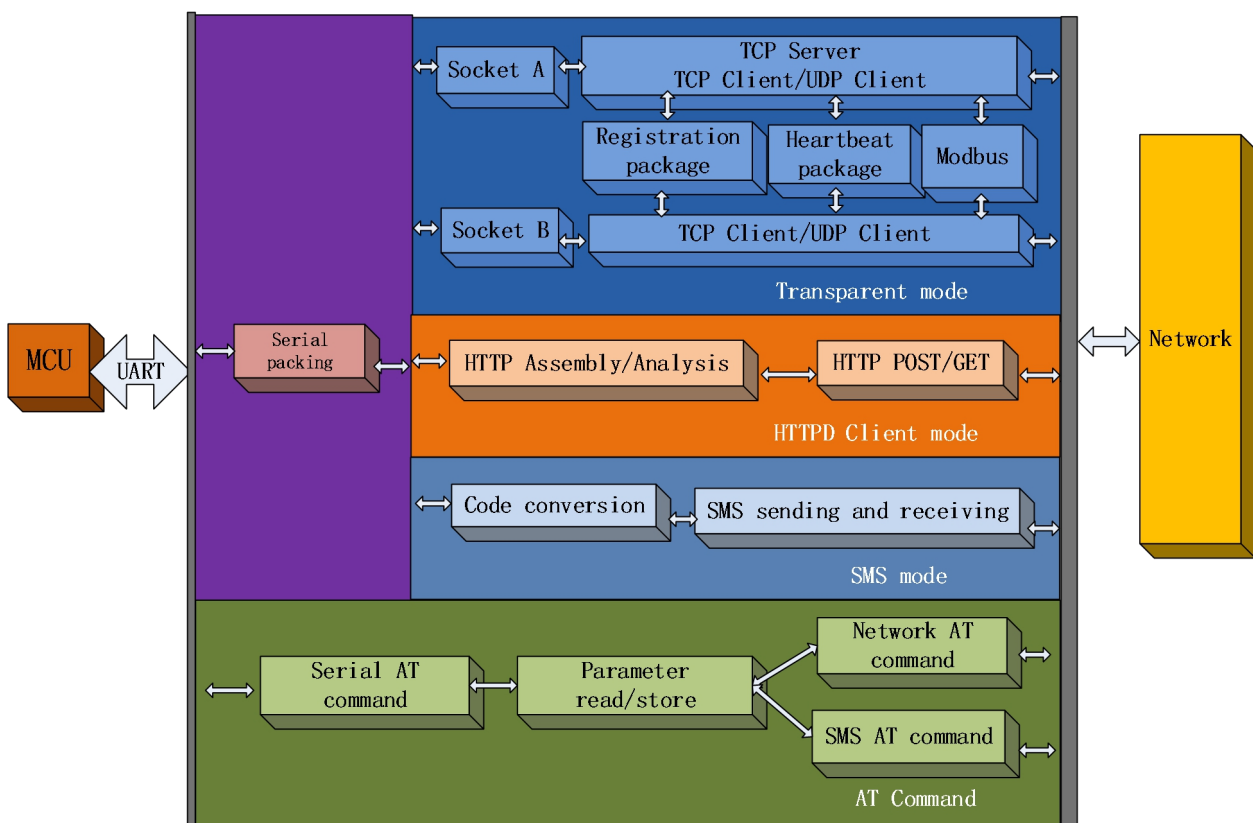 TCP Server
TCP Client/UDP Client
Socket A
Registration
package
Heartbeat
package
Modbus
Socket B
TCP Client/UDP Client
Transparent mode
MCU
UART
Serial
packing
HTTP Assembly/Analysis
HTTP POST/GET
HTTPD Client mode
Network
Code conversion
SMS sending and receiving
SMS mode
Serial AT
command
Parameter
read/store
Network AT
command
SMS AT command
AT Command